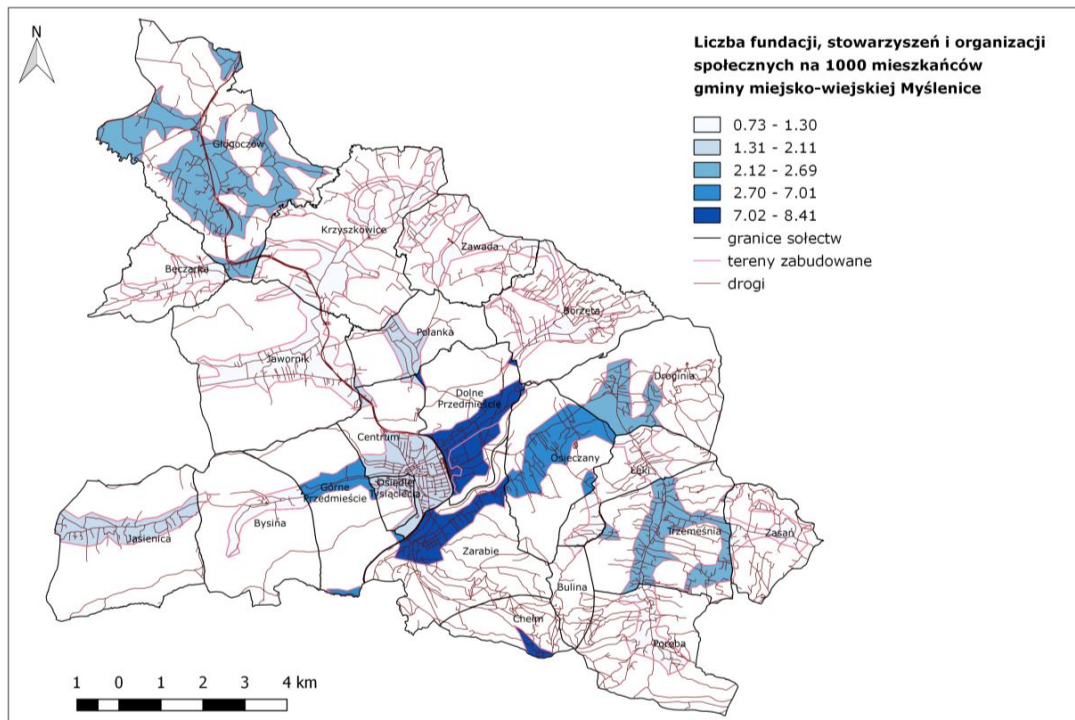 N
Liczba fundacji, stowarzyszeń i organizacji
społecznych na 1000 mieszkańców
gminy miejsko-wiejskiej Myślenice
0.73 - 1.30
1.31 - 2.11
2.12 - 2.69
2.70 - 7.01
7.02 - 8.41
granice sołectw
tereny zabudowane
drogi
Głogoczów
Krzyszkowice
Zawada
Bęczarka
Borzęta
Polanka
Jawornik
Droginia
Dolne
Przedmieście
Centrum
Osieczany
Łęki
Górne
Przedmieście
Osiedle
Tysiąclecia
Bysina
Jasienica
Trzemeśnia
Zasań
Zarabie
Bulina
Chełm
Poręba
1 0 1 2 3 4 km